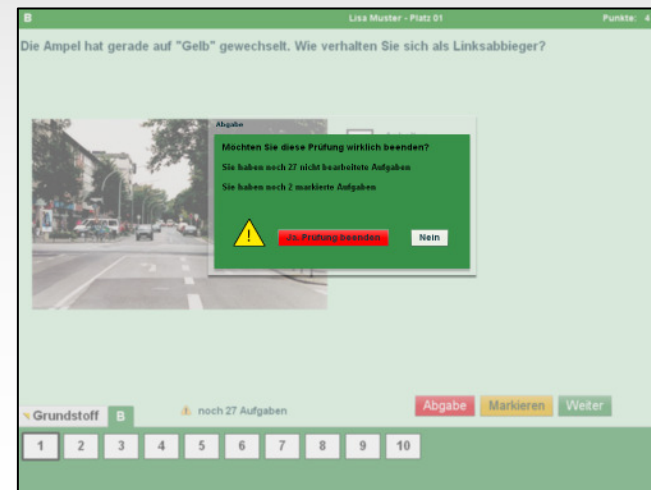 B Lisa Muster - Platz 01 Punkte: 4
Die Ampel hat gerade auf "Gelb" gewechselt. Wie verhalten Sie sich als Linksabbieger?
Abgabe
Möchten Sie diese Prüfung wirklich beenden?
Sie haben noch 27 nicht bearbeitete Aufgaben
Sie haben noch 2 markierte Aufgaben
Ja, Prüfung beenden Nein
Grundstoff B noch 27 Aufgaben Abgabe Markieren Weiter
1 2 3 4 5 6 7 8 9 10